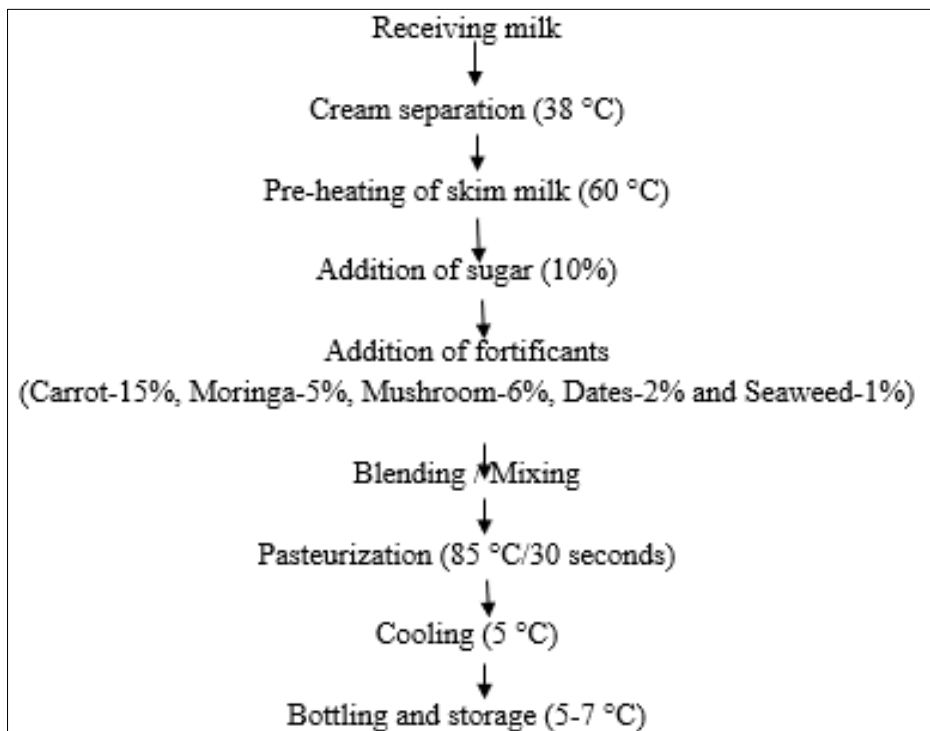 Receiving milk
Cream separation (38 °C)
Pre-heating of skim milk (60 °C)
Addition of sugar (10%)
Addition of fortificants
(Carrot-15%, Moringa-5%, Mushroom-6%, Dates-2% and Seaweed-1%)
Blending / Mixing
Pasteurization (85 °C/30 seconds)
Cooling (5 °C)
Bottling and storage (5-7 °C)